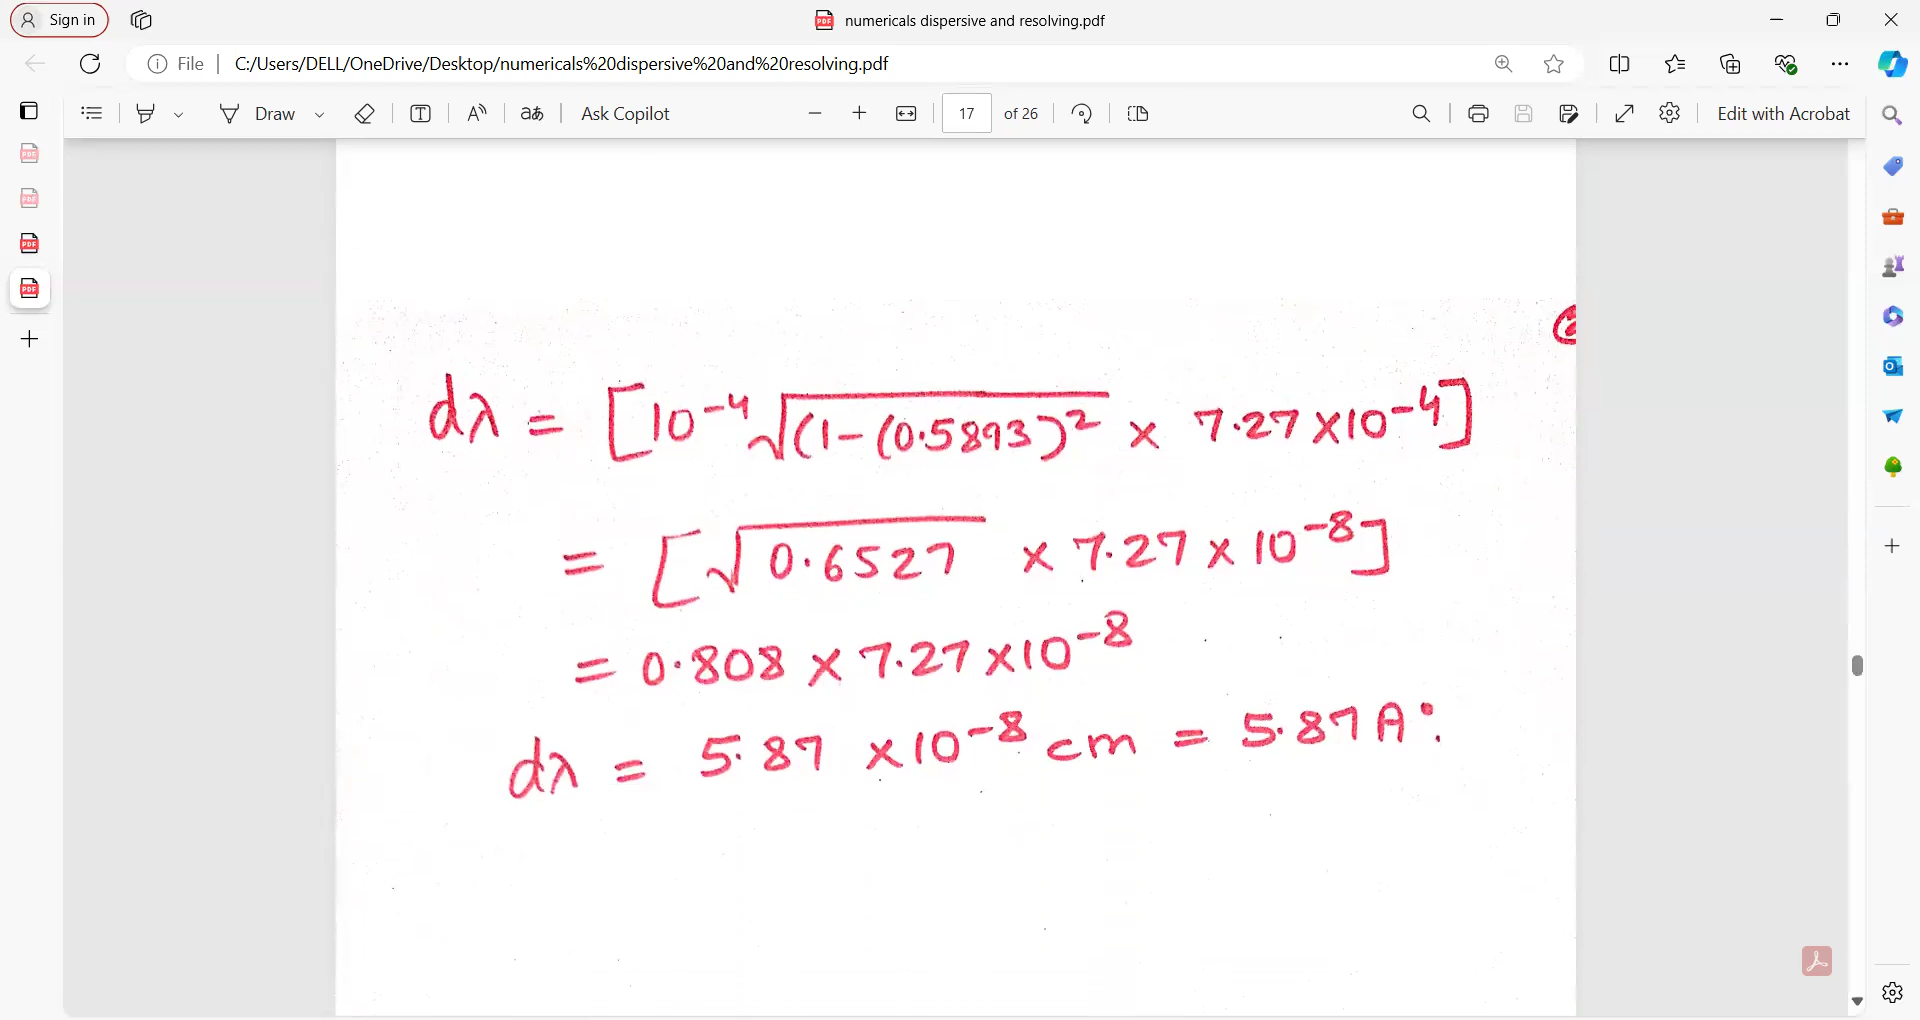 Sign in
numericals dispersive and resolving.pdf
File | C:/Users/DELL/OneDrive/Desktop/numericals%20dispersive%20and%20resolving.pdf
Draw
aあ
Ask Copilot
17 of 26
Edit with Acrobat
dλ = [10⁻⁴ √(1-(0.5893)² × 7.27 ×10⁻⁴]
= [√0.6527 × 7.27 × 10⁻⁸]
= 0.808 × 7.27 ×10⁻⁸
dλ = 5.87 ×10⁻⁸ cm = 5.87 A°.